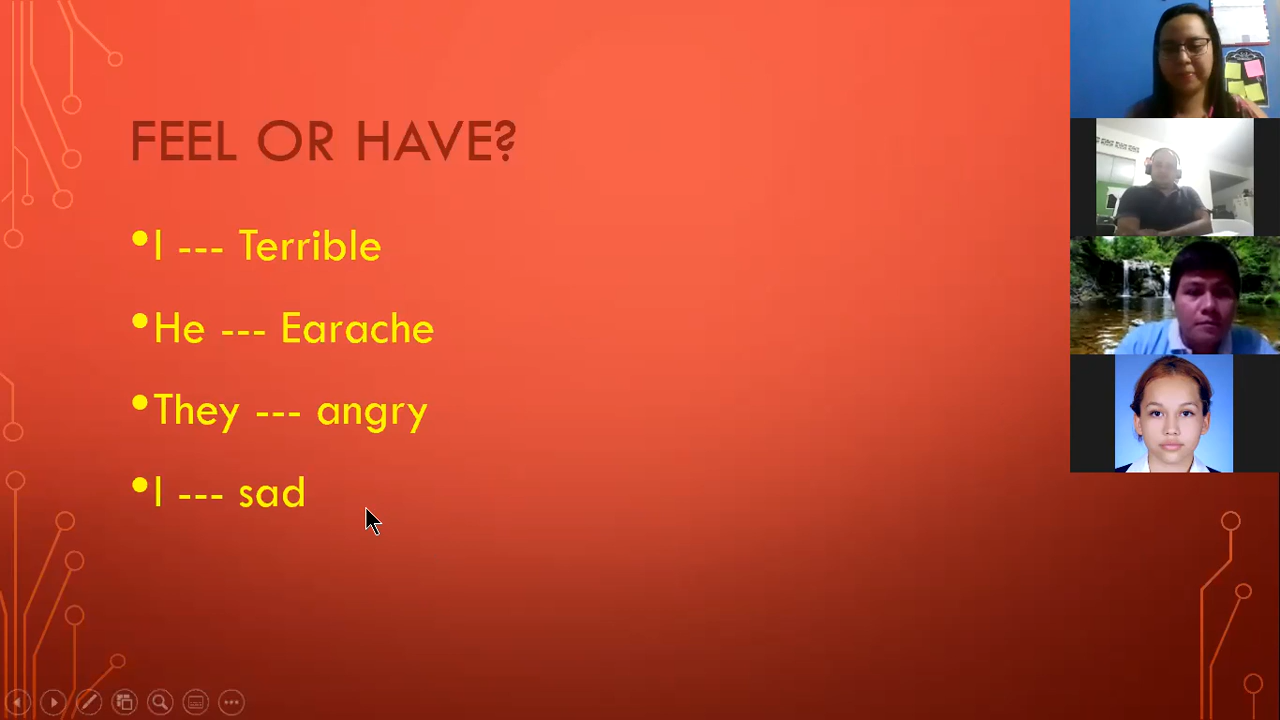 FEEL OR HAVE?
•I --- Terrible
•He --- Earache
•They --- angry
•I --- sad